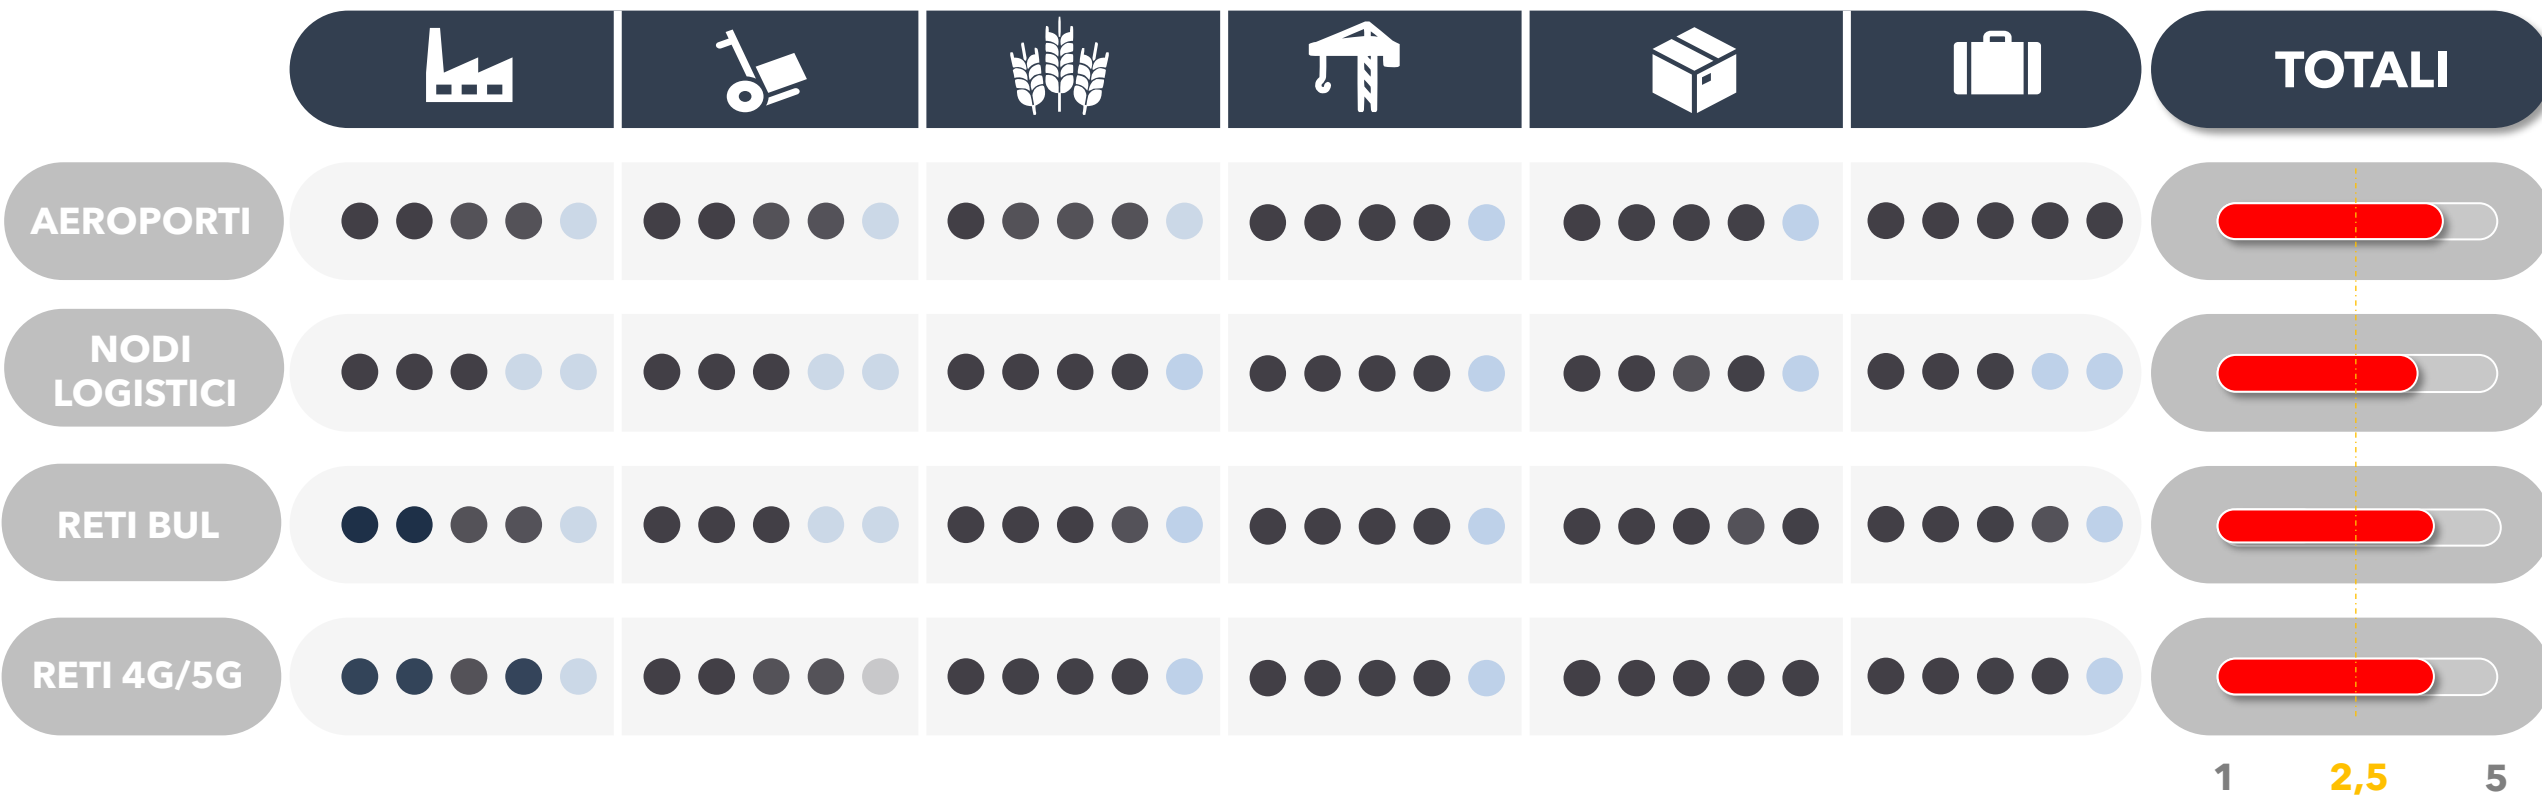 TOTALI
AEROPORTI
NODI
LOGISTICI
RETI BUL
RETI 4G/5G
1 2,5 5